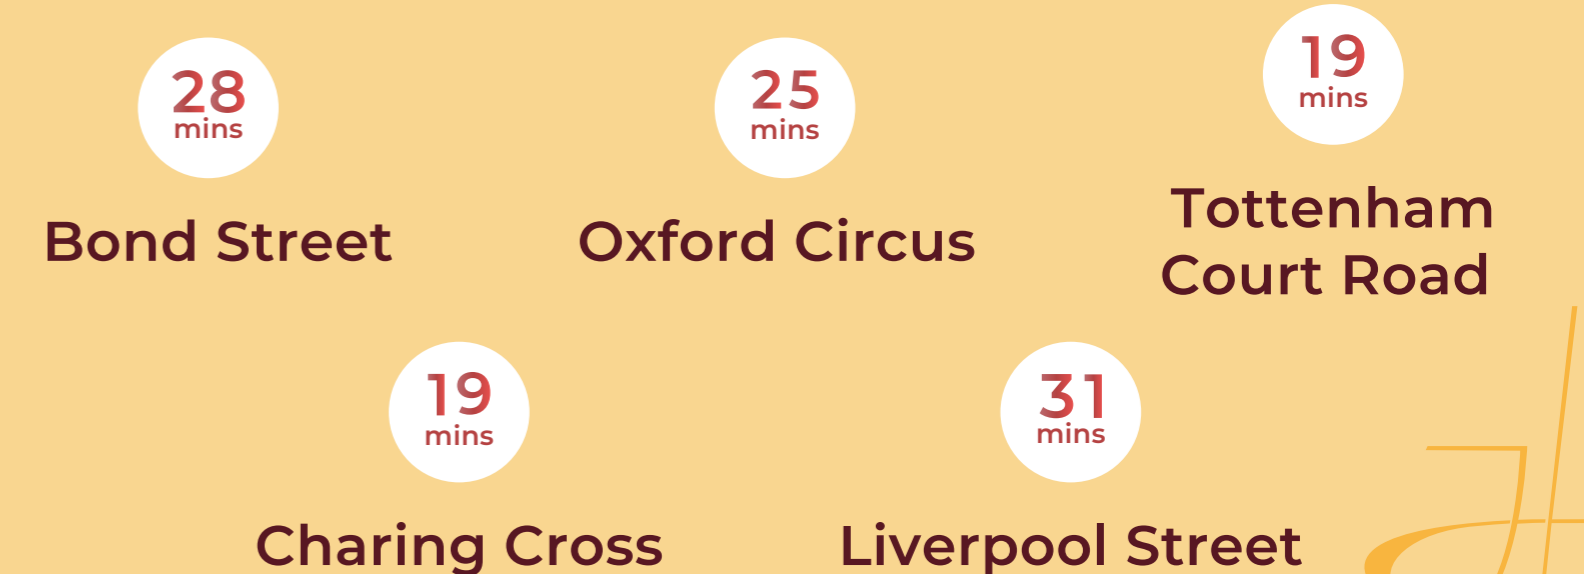 28
mins
Bond Street
25
mins
Oxford Circus
19
mins
Tottenham
Court Road
19
mins
Charing Cross
31
mins
Liverpool Street